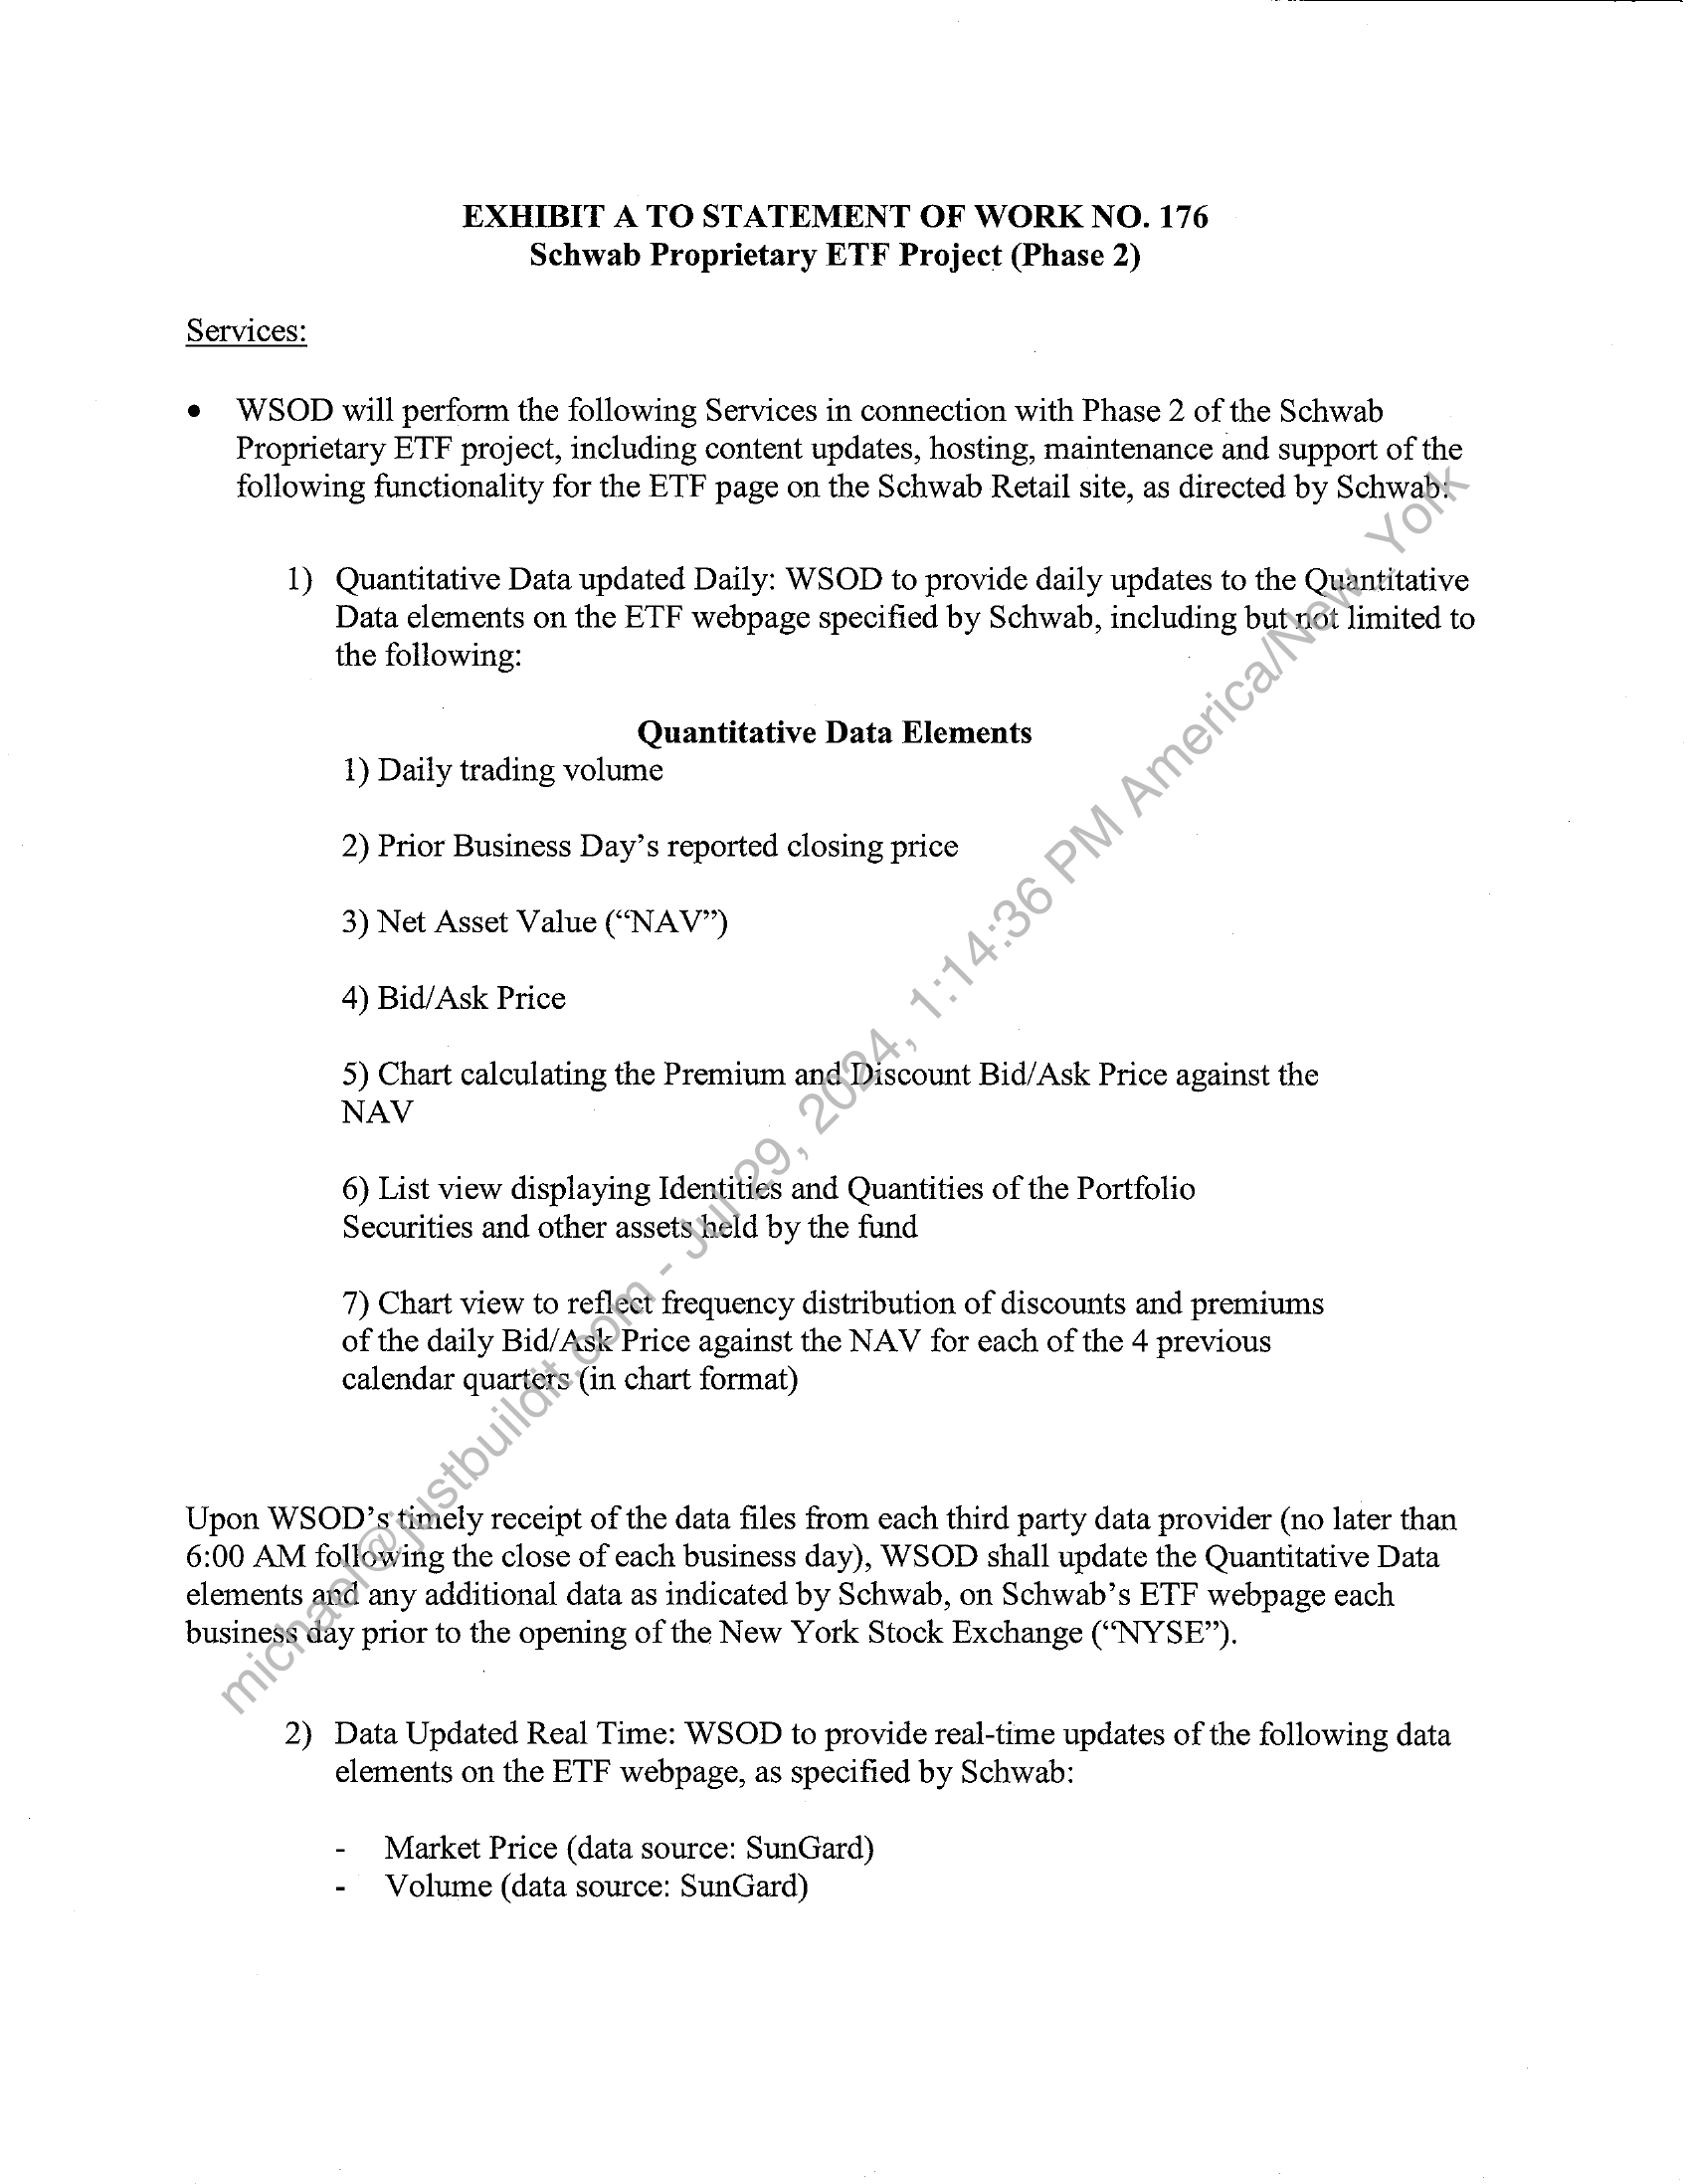 EXHIBIT A TO STATEMENT OF WORK NO. 176
Schwab Proprietary ETF Project (Phase 2)
Services:
• WSOD will perform the following Services in connection with Phase 2 of the Schwab
Proprietary ETF project, including content updates, hosting, maintenance and support of the
following functionality for the ETF page on the Schwab Retail site, as directed by Schwab:
1) Quantitative Data updated Daily: WSOD to provide daily updates to the Quantitative
Data elements on the ETF webpage specified by Schwab, including but not limited to
the following:
Quantitative Data Elements
1) Daily trading volume
2) Prior Business Day’s reported closing price
3) Net Asset Value (“NAV”)
4) Bid/Ask Price
5) Chart calculating the Premium and Discount Bid/Ask Price against the
NAV
6) List view displaying Identities and Quantities of the Portfolio
Securities and other assets held by the fund
7) Chart view to reflect frequency distribution of discounts and premiums
of the daily Bid/Ask Price against the NAV for each of the 4 previous
calendar quarters (in chart format)
Upon WSOD’s timely receipt of the data files from each third party data provider (no later than
6:00 AM following the close of each business day), WSOD shall update the Quantitative Data
elements and any additional data as indicated by Schwab, on Schwab’s ETF webpage each
business day prior to the opening of the New York Stock Exchange (“NYSE”).
2) Data Updated Real Time: WSOD to provide real-time updates of the following data
elements on the ETF webpage, as specified by Schwab:
- Market Price (data source: SunGard)
- Volume (data source: SunGard)
michael@justbuildit.com - Jul 29, 2024, 1:14:36 PM America/New_York